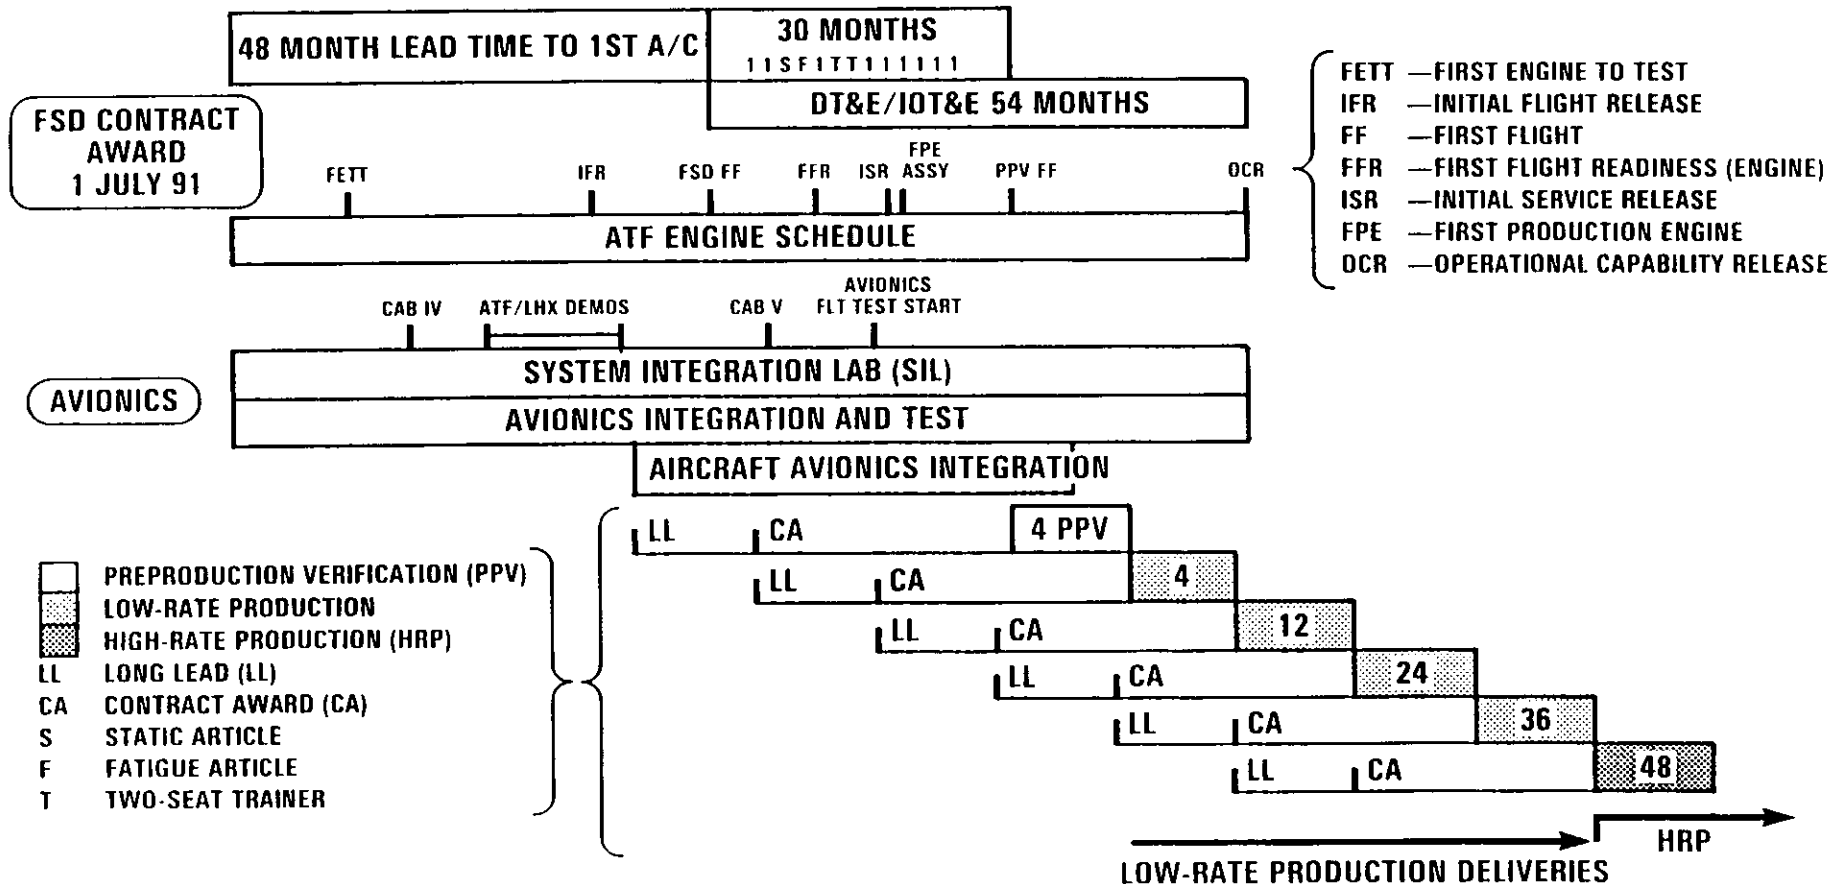 48 MONTH LEAD TIME TO 1ST A/C
30 MONTHS
1 1 S F 1 T T 1 1 1 1 1 1
DT&E/IOT&E 54 MONTHS
FSD CONTRACT
AWARD
1 JULY 91
FETT
IFR
FSD FF
FFR
ISR
FPE
ASSY
PPV FF
OCR
ATF ENGINE SCHEDULE
FETT —FIRST ENGINE TO TEST
IFR —INITIAL FLIGHT RELEASE
FF —FIRST FLIGHT
FFR —FIRST FLIGHT READINESS (ENGINE)
ISR —INITIAL SERVICE RELEASE
FPE —FIRST PRODUCTION ENGINE
OCR —OPERATIONAL CAPABILITY RELEASE
CAB IV
ATF/LHX DEMOS
CAB V
AVIONICS
FLT TEST START
AVIONICS
SYSTEM INTEGRATION LAB (SIL)
AVIONICS INTEGRATION AND TEST
AIRCRAFT AVIONICS INTEGRATION
LL CA 4 PPV
LL CA 4
LL CA 12
LL CA 24
LL CA 36
LL CA 48
PREPRODUCTION VERIFICATION (PPV)
LOW-RATE PRODUCTION
HIGH-RATE PRODUCTION (HRP)
LL LONG LEAD (LL)
CA CONTRACT AWARD (CA)
S STATIC ARTICLE
F FATIGUE ARTICLE
T TWO-SEAT TRAINER
HRP
LOW-RATE PRODUCTION DELIVERIES